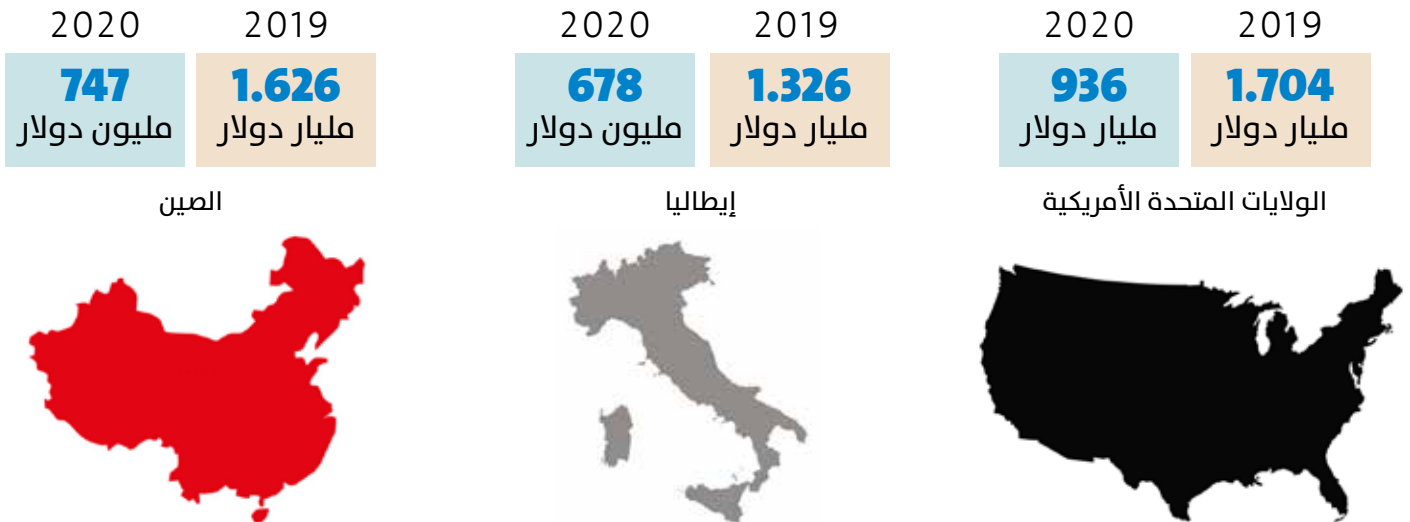 2019 2020
1.704 936
مليار دولار مليار دولار
الولايات المتحدة الأمريكية
2019 2020
1.326 678
مليار دولار مليون دولار
إيطاليا
2019 2020
1.626 747
مليار دولار مليون دولار
الصين